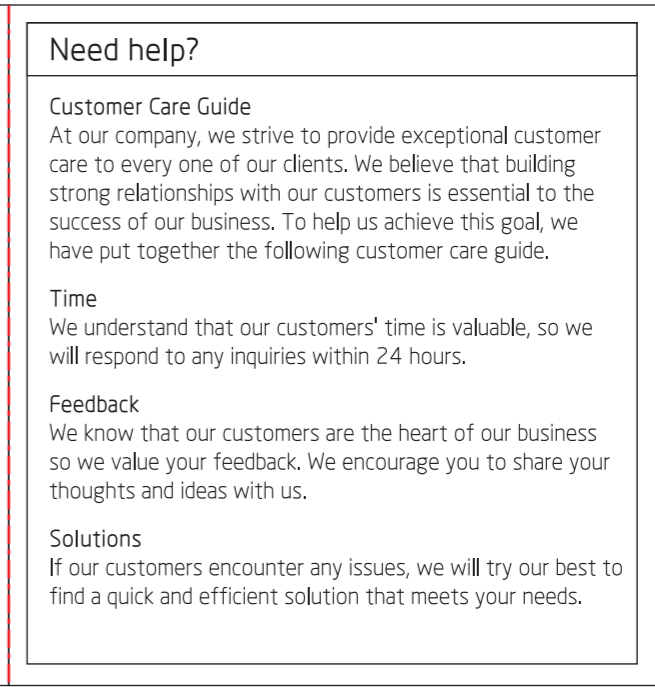 Need help?
Customer Care Guide
At our company, we strive to provide exceptional customer
care to every one of our clients. We believe that building
strong relationships with our customers is essential to the
success of our business. To help us achieve this goal, we
have put together the following customer care guide.
Time
We understand that our customers' time is valuable, so we
will respond to any inquiries within 24 hours.
Feedback
We know that our customers are the heart of our business
so we value your feedback. We encourage you to share your
thoughts and ideas with us.
Solutions
If our customers encounter any issues, we will try our best to
find a quick and efficient solution that meets your needs.